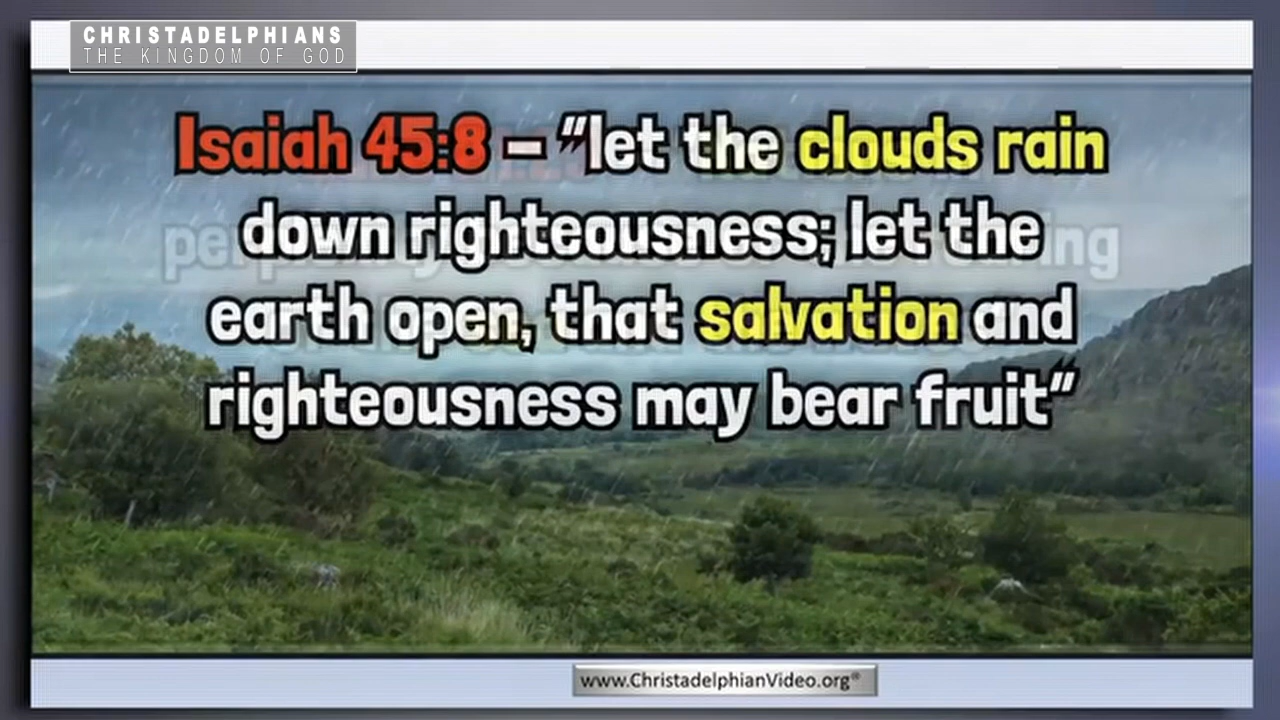 CHRISTADELPHIANS
THE KINGDOM OF GOD
Isaiah 45:8 – "let the clouds rain
down righteousness; let the
earth open, that salvation and
righteousness may bear fruit"
www.ChristadelphianVideo.org®